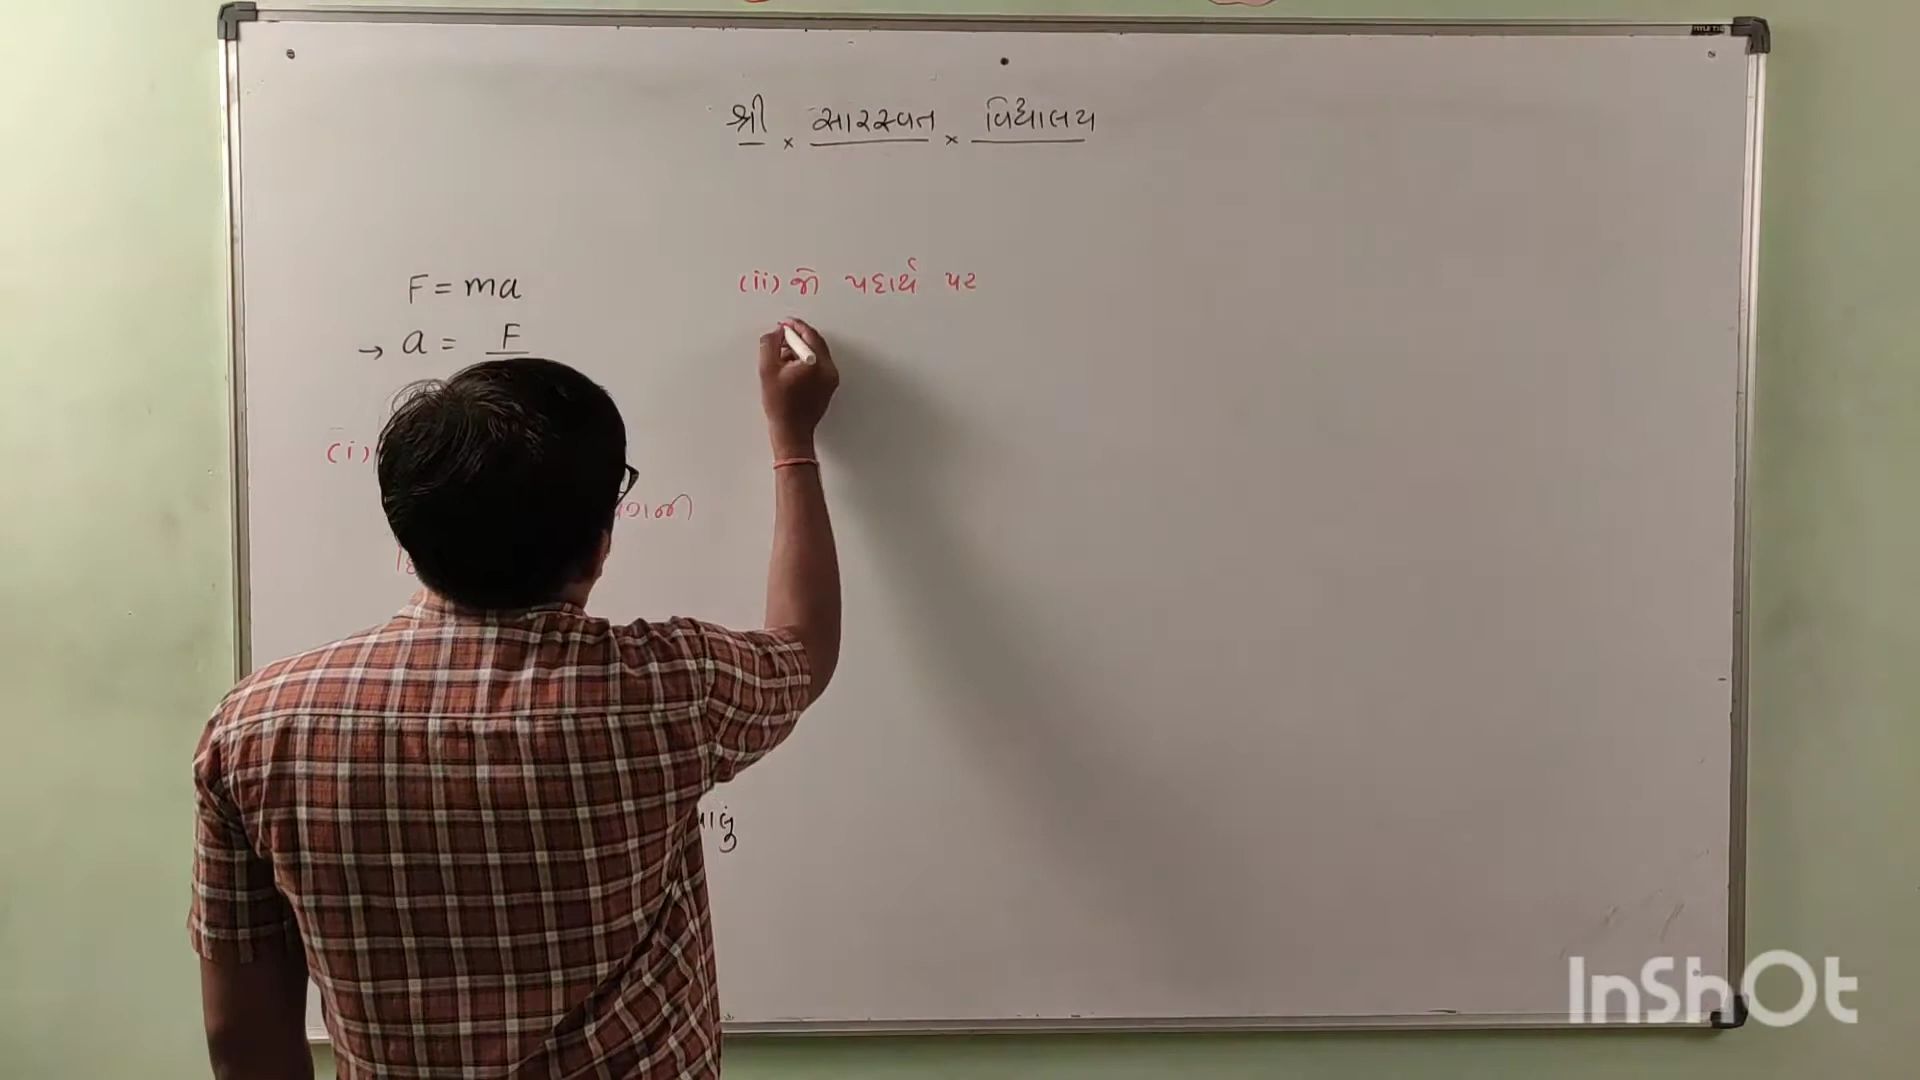 શ્રી × સારસ્વત × વિદ્યાલય
F = ma
→ a = F
(i)
(ii) જો પદાર્થ પર
InShOt